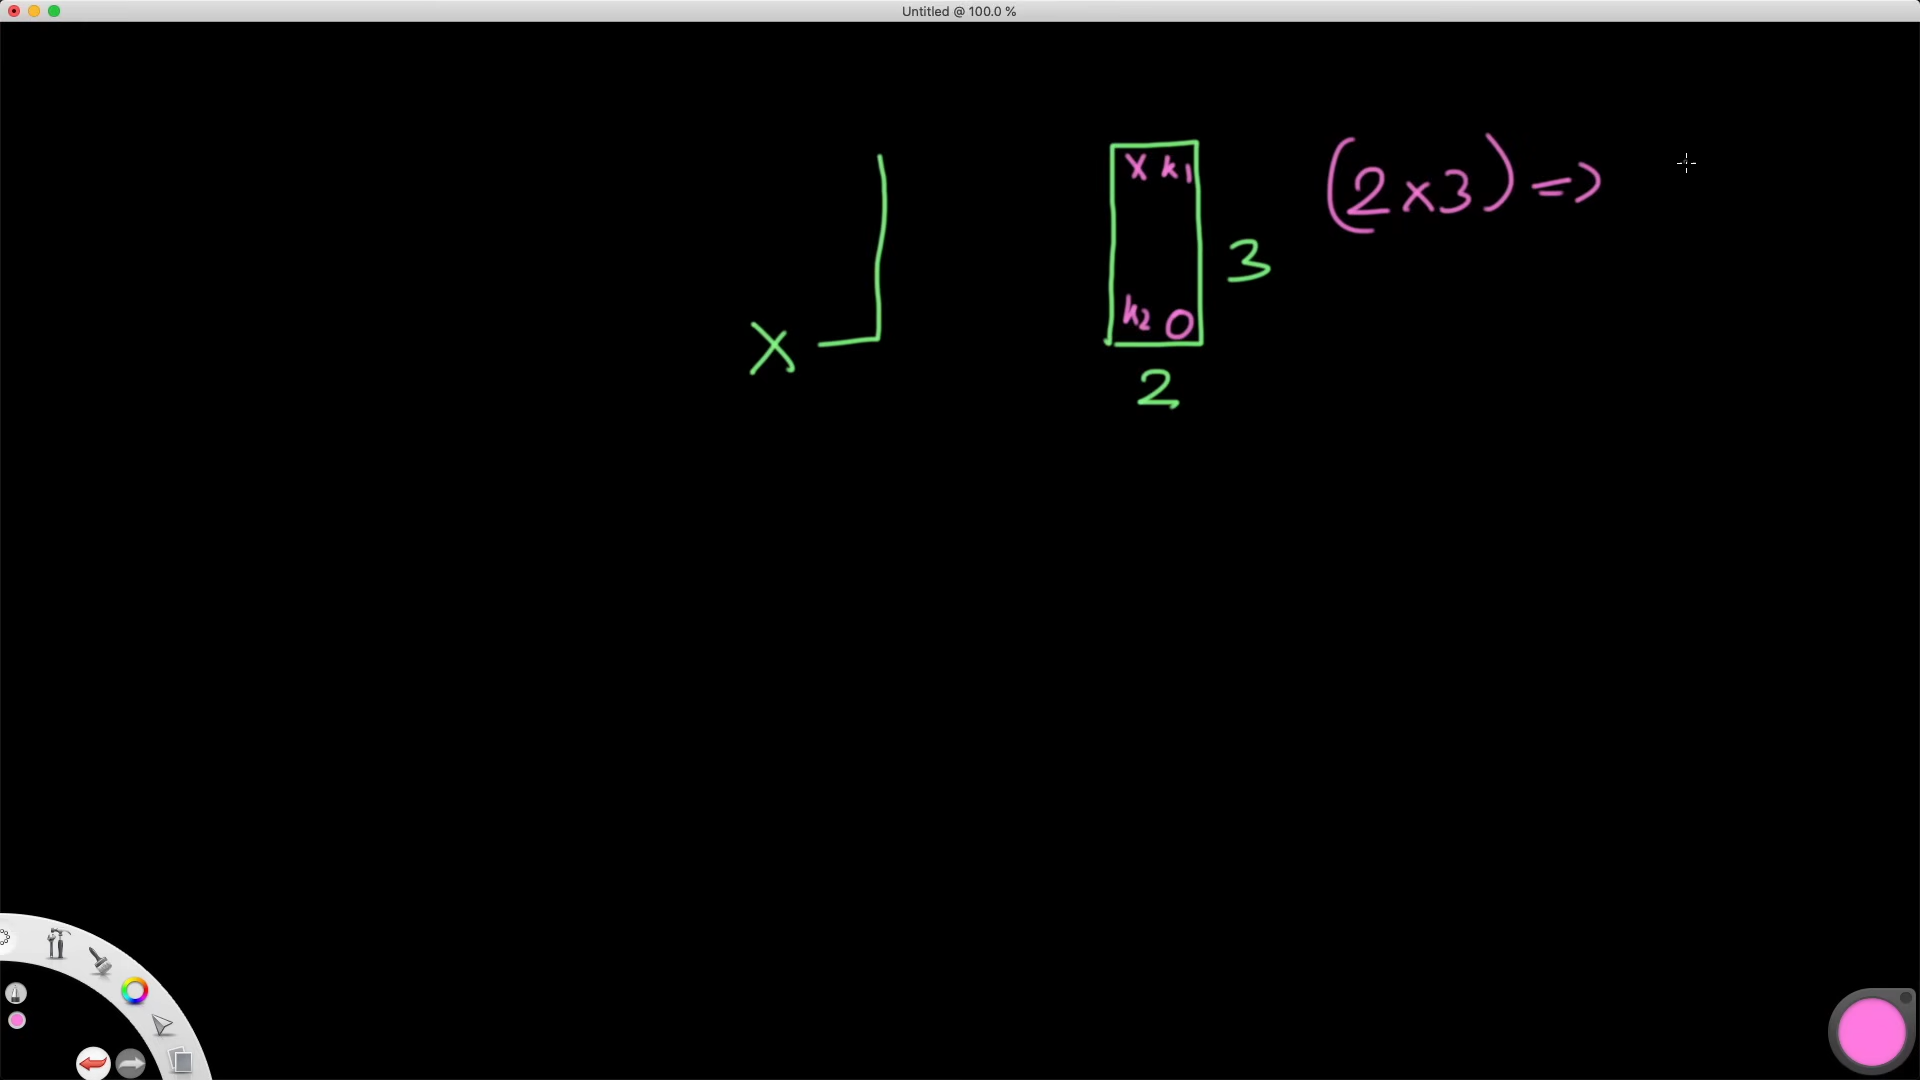 Untitled @ 100.0 %
X k1
(2x3) =>
3
k2 0
X
2